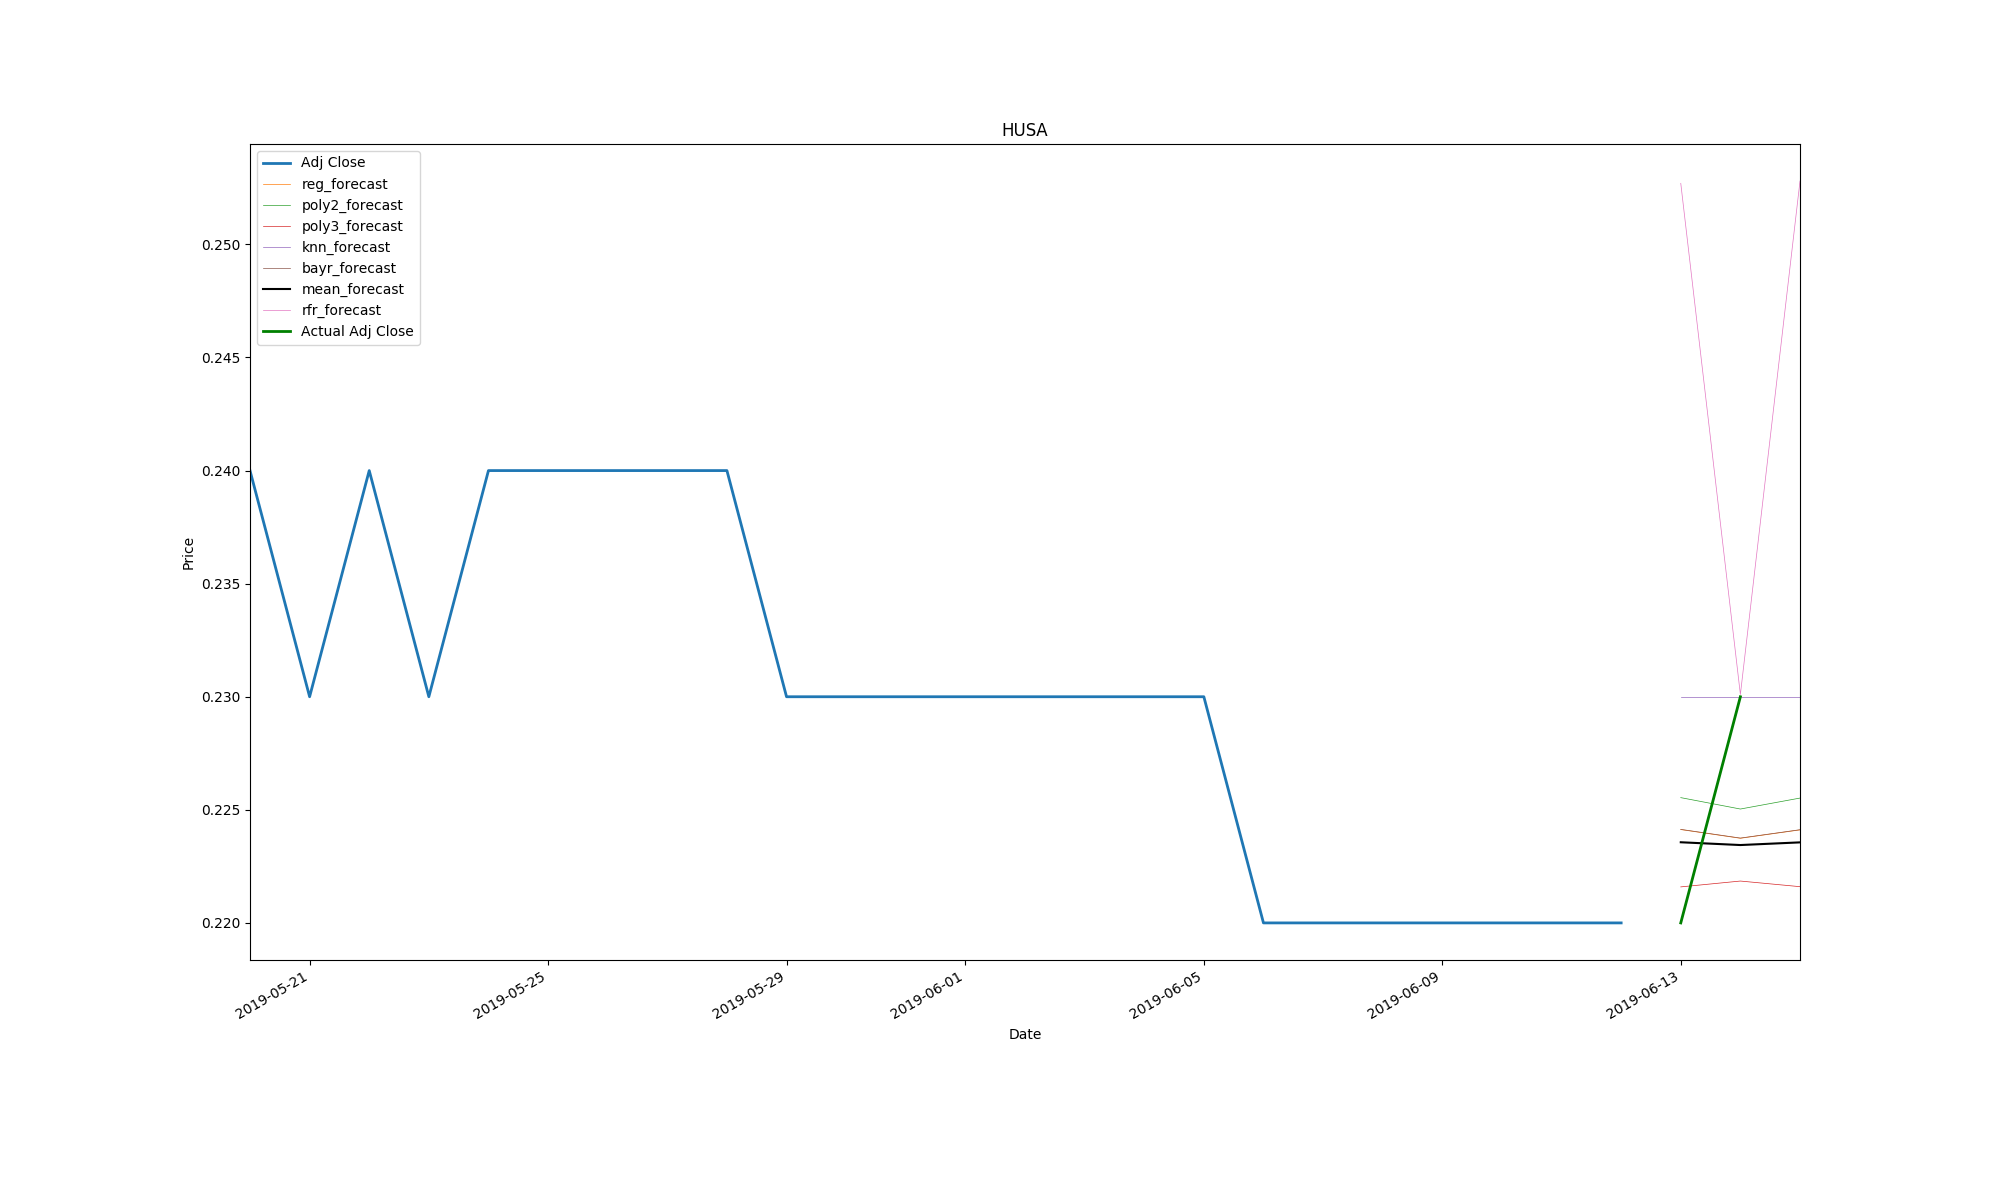 HUSA
Adj Close
reg_forecast
poly2_forecast
poly3_forecast
knn_forecast
bayr_forecast
mean_forecast
rfr_forecast
Actual Adj Close
0.250
0.245
0.240
0.235
0.230
0.225
0.220
Price
2019-05-21
2019-05-25
2019-05-29
2019-06-01
2019-06-05
2019-06-09
2019-06-13
Date